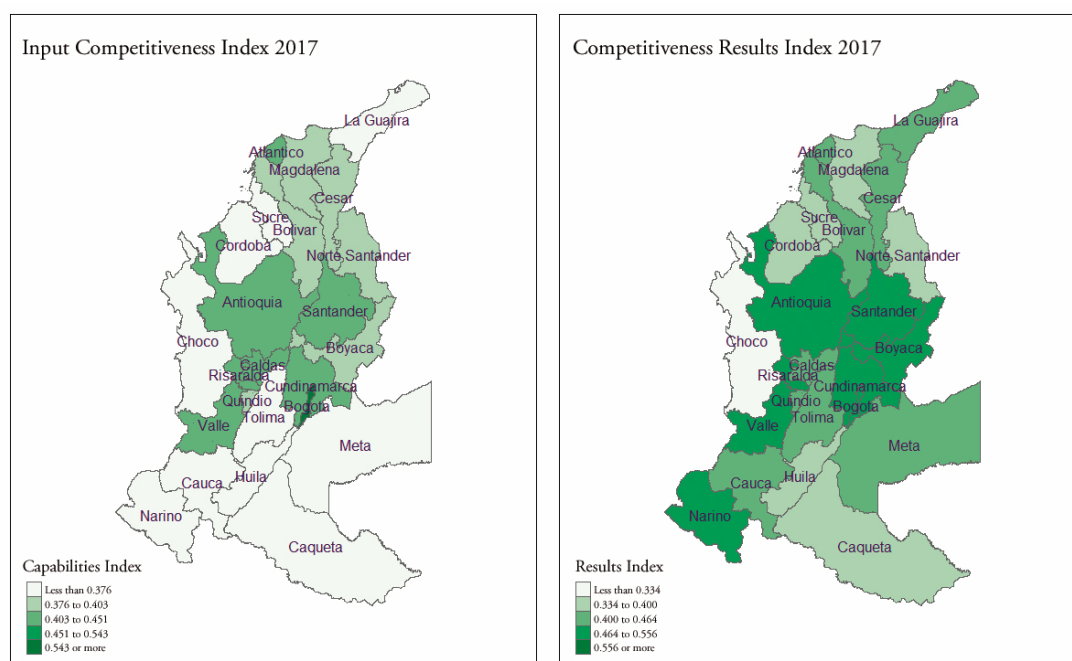 Input Competitiveness Index 2017
La Guajira
Atlantico
Magdalena
Cesar
Sucre
Bolivar
Cordoba
Norte Santander
Antioquia
Santander
Choco
Boyaca
Caldas
Risaralda
Cundinamarca
Quindio
Bogota
Tolima
Valle
Meta
Huila
Cauca
Narino
Caqueta
Capabilities Index
Less than 0.376
0.376 to 0.403
0.403 to 0.451
0.451 to 0.543
0.543 or more
Competitiveness Results Index 2017
La Guajira
Atlantico
Magdalena
Cesar
Sucre
Bolivar
Cordoba
Norte Santander
Antioquia
Santander
Choco
Boyaca
Caldas
Risaralda
Cundinamarca
Quindio
Bogota
Tolima
Valle
Meta
Huila
Cauca
Narino
Caqueta
Results Index
Less than 0.334
0.334 to 0.400
0.400 to 0.464
0.464 to 0.556
0.556 or more